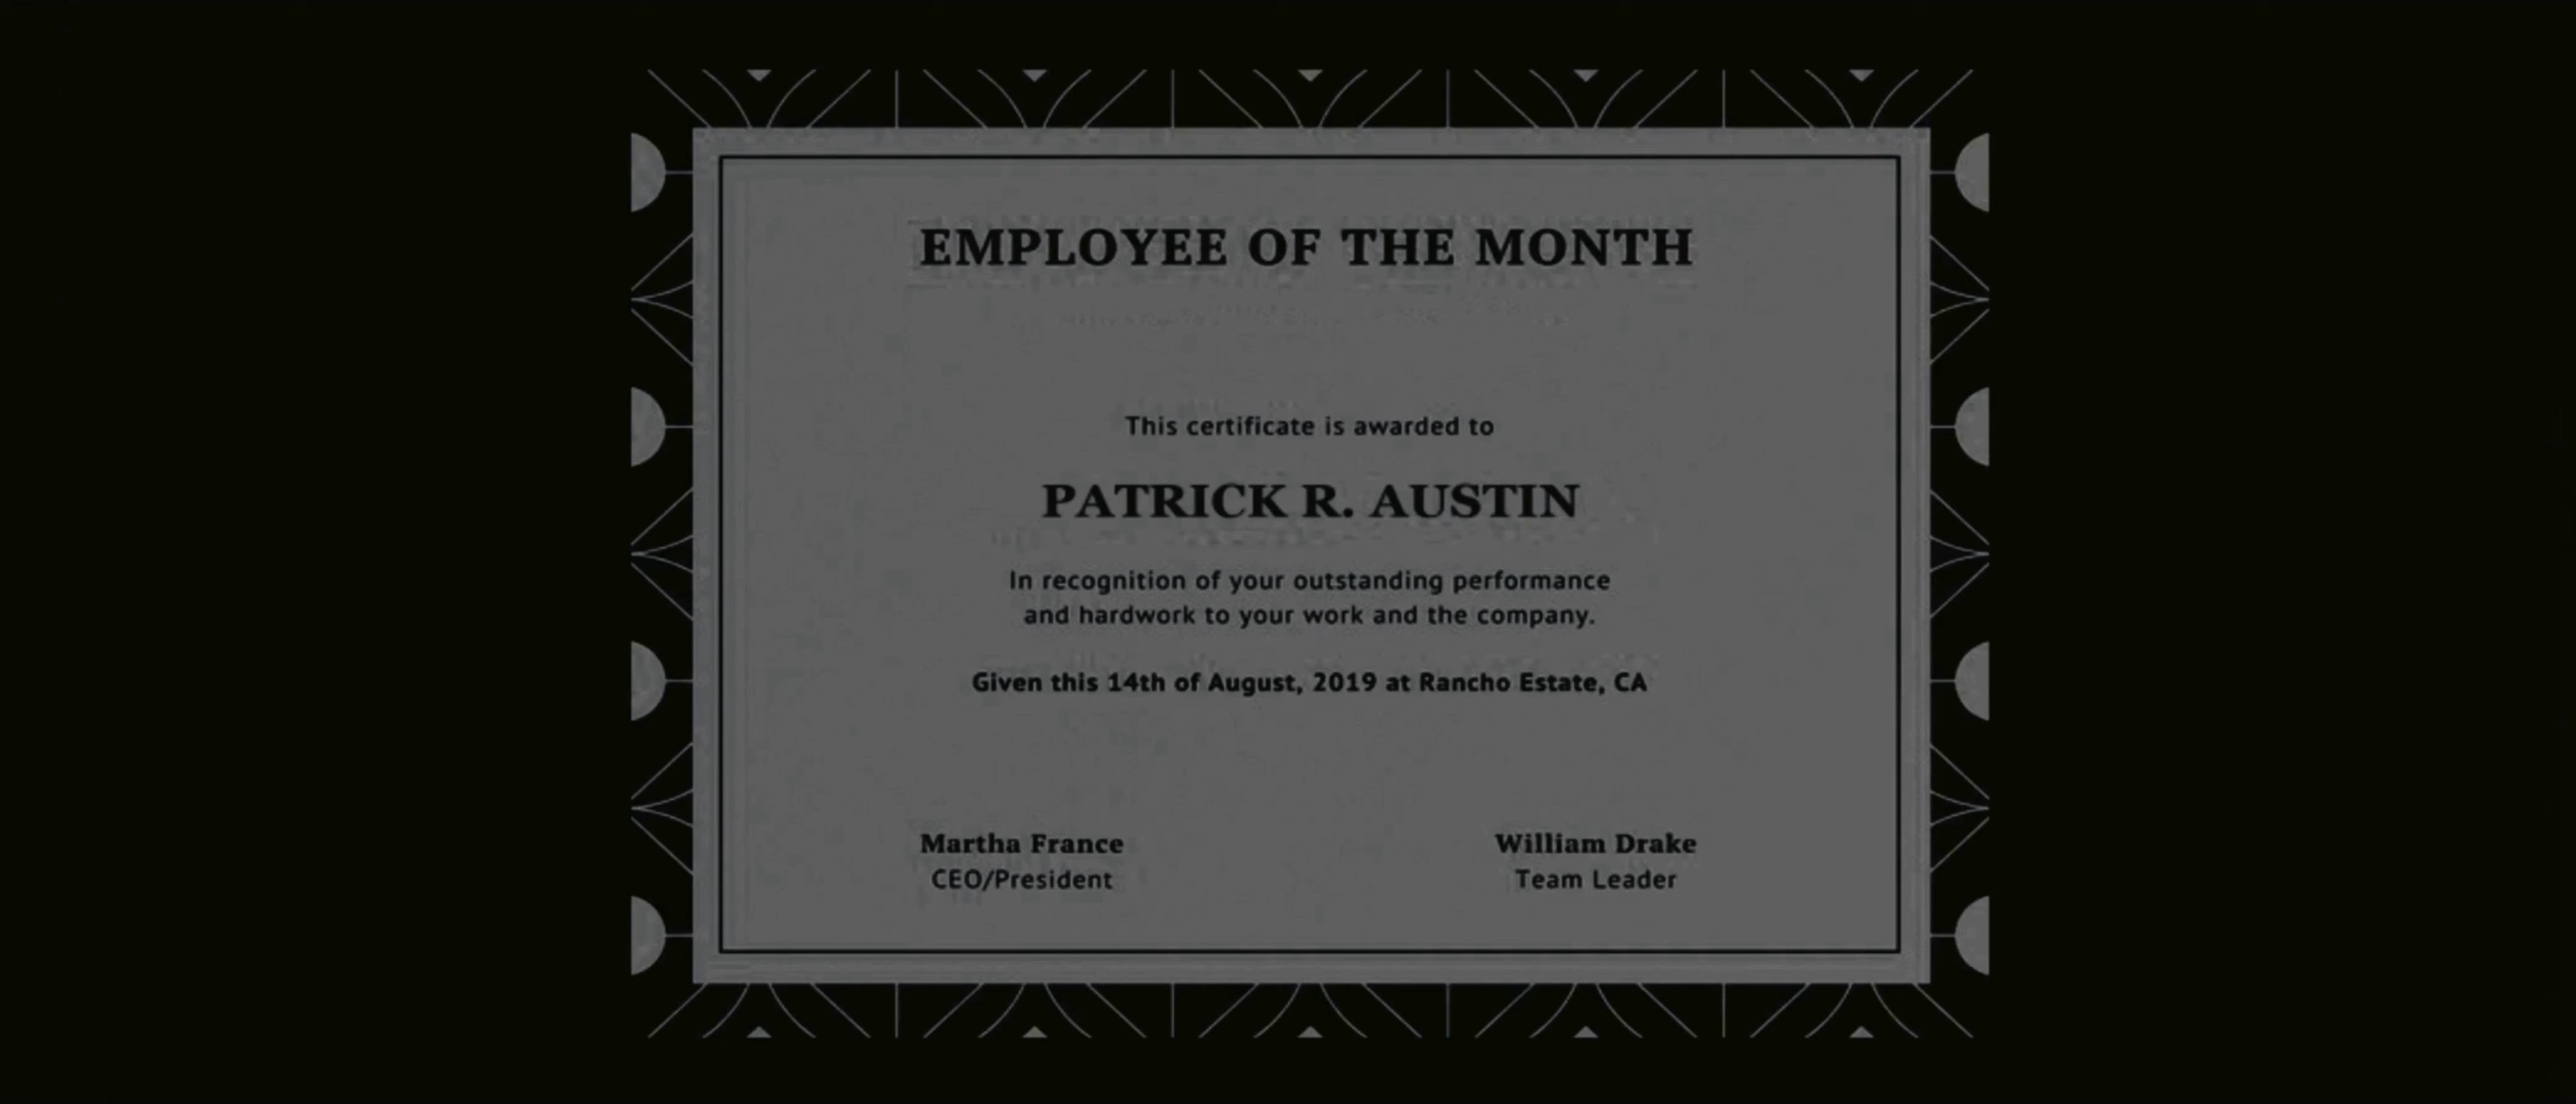 EMPLOYEE OF THE MONTH
This certificate is awarded to
PATRICK R. AUSTIN
In recognition of your outstanding performance
and hardwork to your work and the company.
Given this 14th of August, 2019 at Rancho Estate, CA
Martha France
CEO/President
William Drake
Team Leader